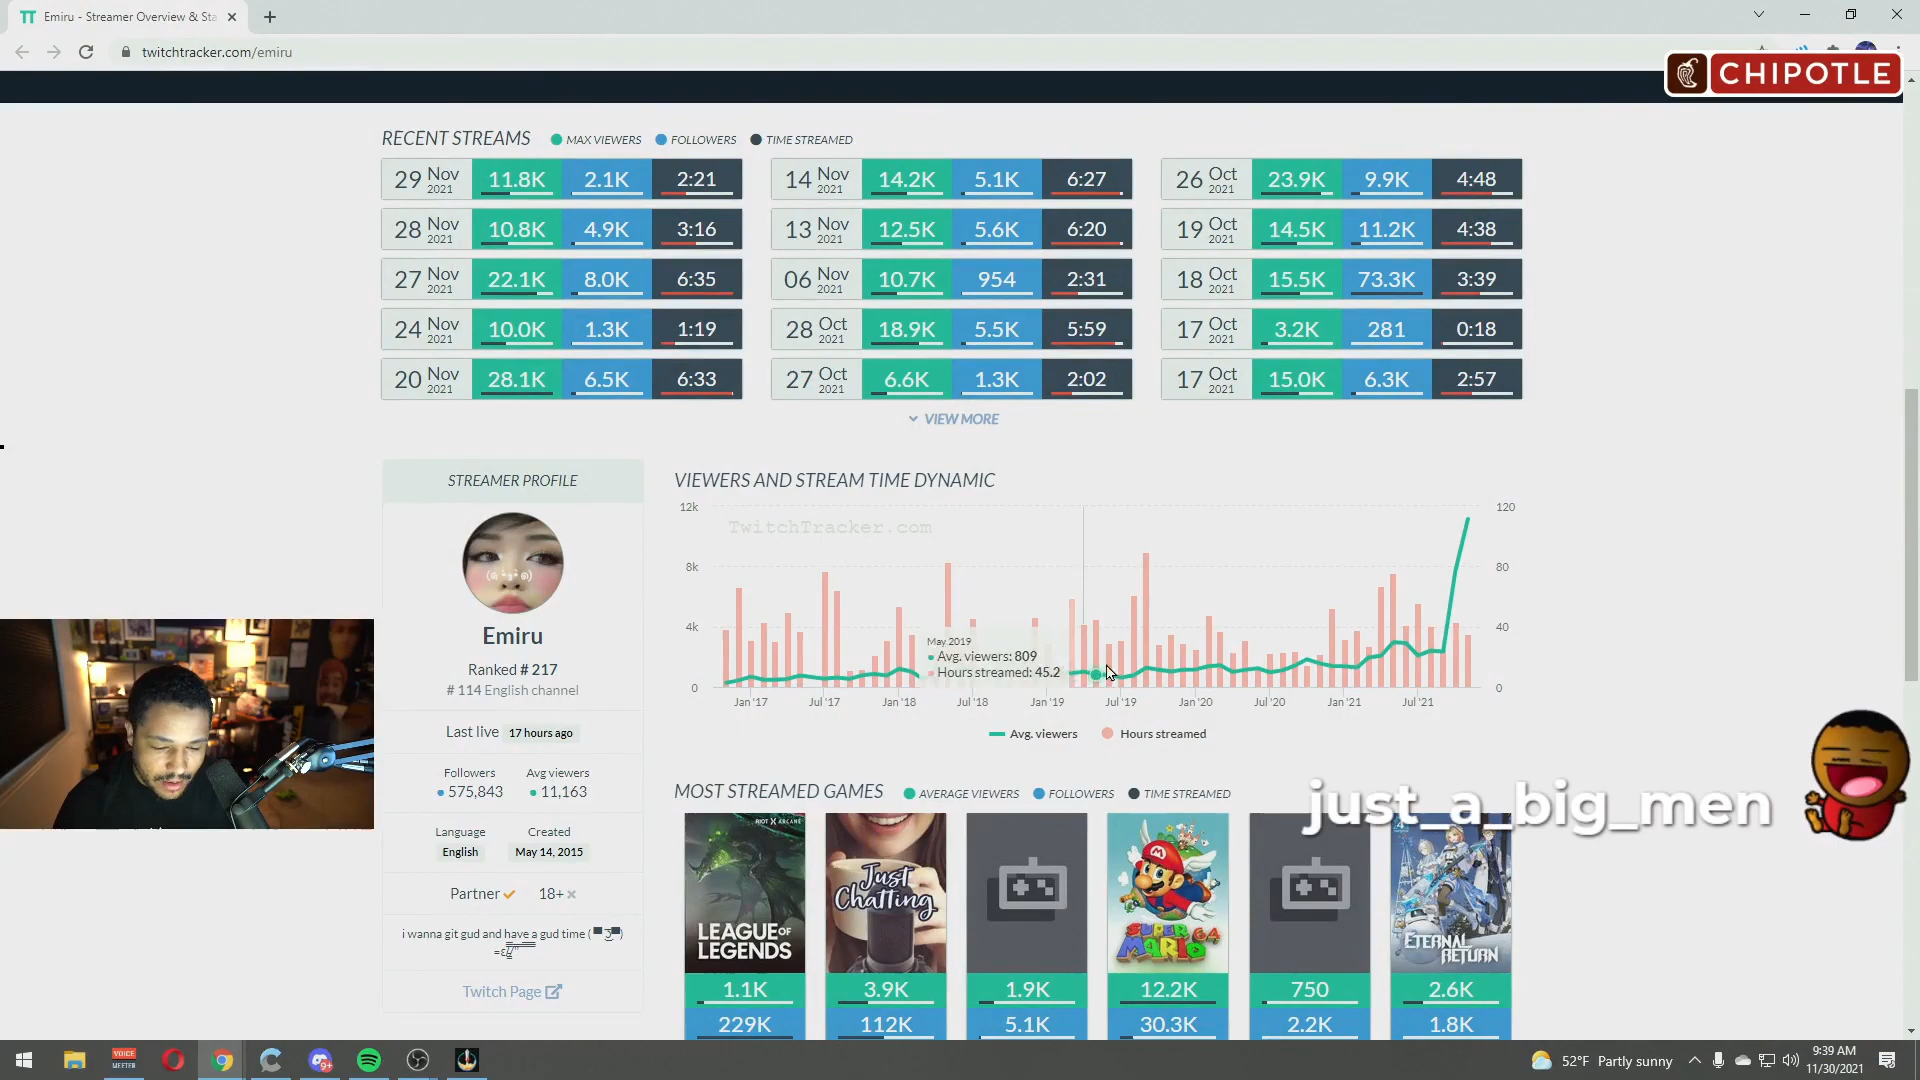 Emiru - Streamer Overview & Sta
twitchtracker.com/emiru
CHIPOTLE
RECENT STREAMS MAX VIEWERS FOLLOWERS TIME STREAMED
29 Nov 2021 11.8K 2.1K 2:21
28 Nov 2021 10.8K 4.9K 3:16
27 Nov 2021 22.1K 8.0K 6:35
24 Nov 2021 10.0K 1.3K 1:19
20 Nov 2021 28.1K 6.5K 6:33
14 Nov 2021 14.2K 5.1K 6:27
13 Nov 2021 12.5K 5.6K 6:20
06 Nov 2021 10.7K 954 2:31
28 Oct 2021 18.9K 5.5K 5:59
27 Oct 2021 6.6K 1.3K 2:02
26 Oct 2021 23.9K 9.9K 4:48
19 Oct 2021 14.5K 11.2K 4:38
18 Oct 2021 15.5K 73.3K 3:39
17 Oct 2021 3.2K 281 0:18
17 Oct 2021 15.0K 6.3K 2:57
VIEW MORE
STREAMER PROFILE
Emiru
Ranked # 217
# 114 English channel
Last live 17 hours ago
Followers Avg viewers
575,843 11,163
Language Created
English May 14, 2015
Partner 18+
i wanna git gud and have a gud time
Twitch Page
VIEWERS AND STREAM TIME DYNAMIC
TwitchTracker.com
12k 120
8k 80
4k 40
0 0
May 2019
Avg. viewers: 809
Hours streamed: 45.2
Jan '17 Jul '17 Jan '18 Jul '18 Jan '19 Jul '19 Jan '20 Jul '20 Jan '21 Jul '21
Avg. viewers Hours streamed
MOST STREAMED GAMES AVERAGE VIEWERS FOLLOWERS TIME STREAMED
just_a_big_men
RIOT X ARCANE
LEAGUE OF
LEGENDS
Just
Chatting
SUPER
MARIO 64
ETERNAL
RETURN
1.1K 3.9K 1.9K 12.2K 750 2.6K
229K 112K 5.1K 30.3K 2.2K 1.8K
VOICE
MEETER
9+
52°F Partly sunny
9:39 AM
11/30/2021